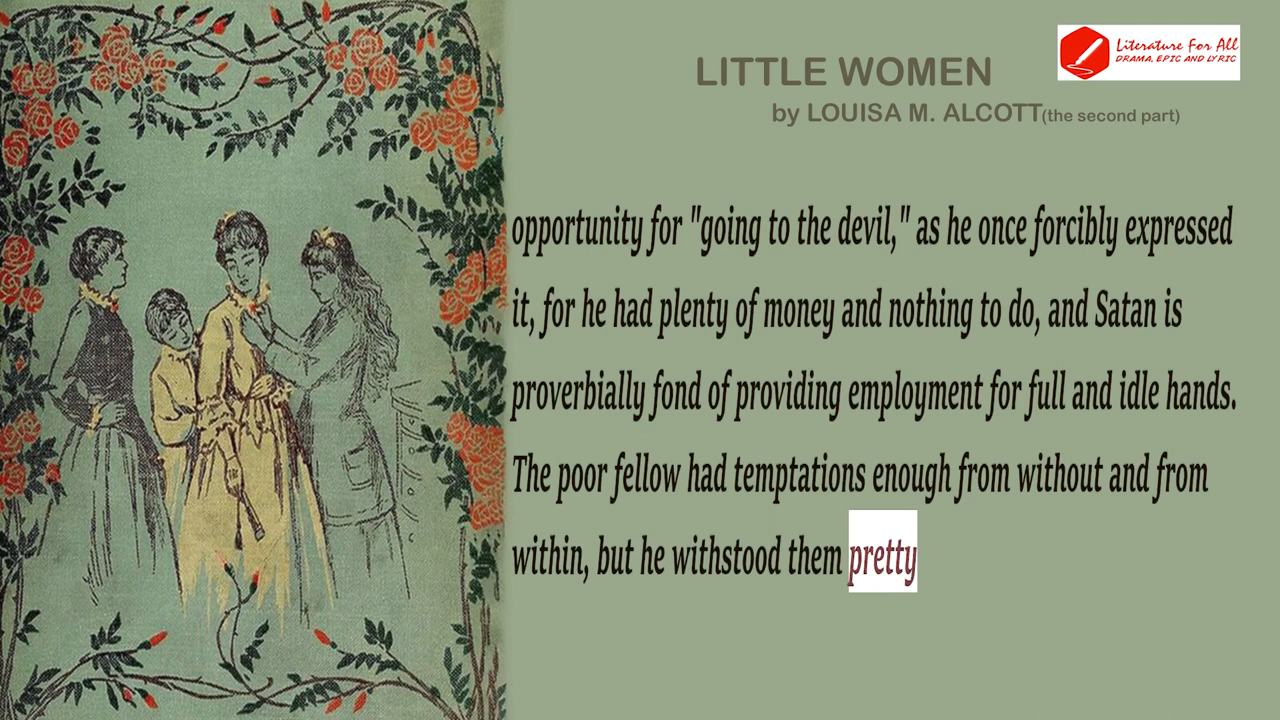 LITTLE WOMEN
by LOUISA M. ALCOTT(the second part)
Literature For All
DRAMA, EPIC AND LYRIC
opportunity for "going to the devil," as he once forcibly expressed
it, for he had plenty of money and nothing to do, and Satan is
proverbially fond of providing employment for full and idle hands.
The poor fellow had temptations enough from without and from
within, but he withstood them pretty